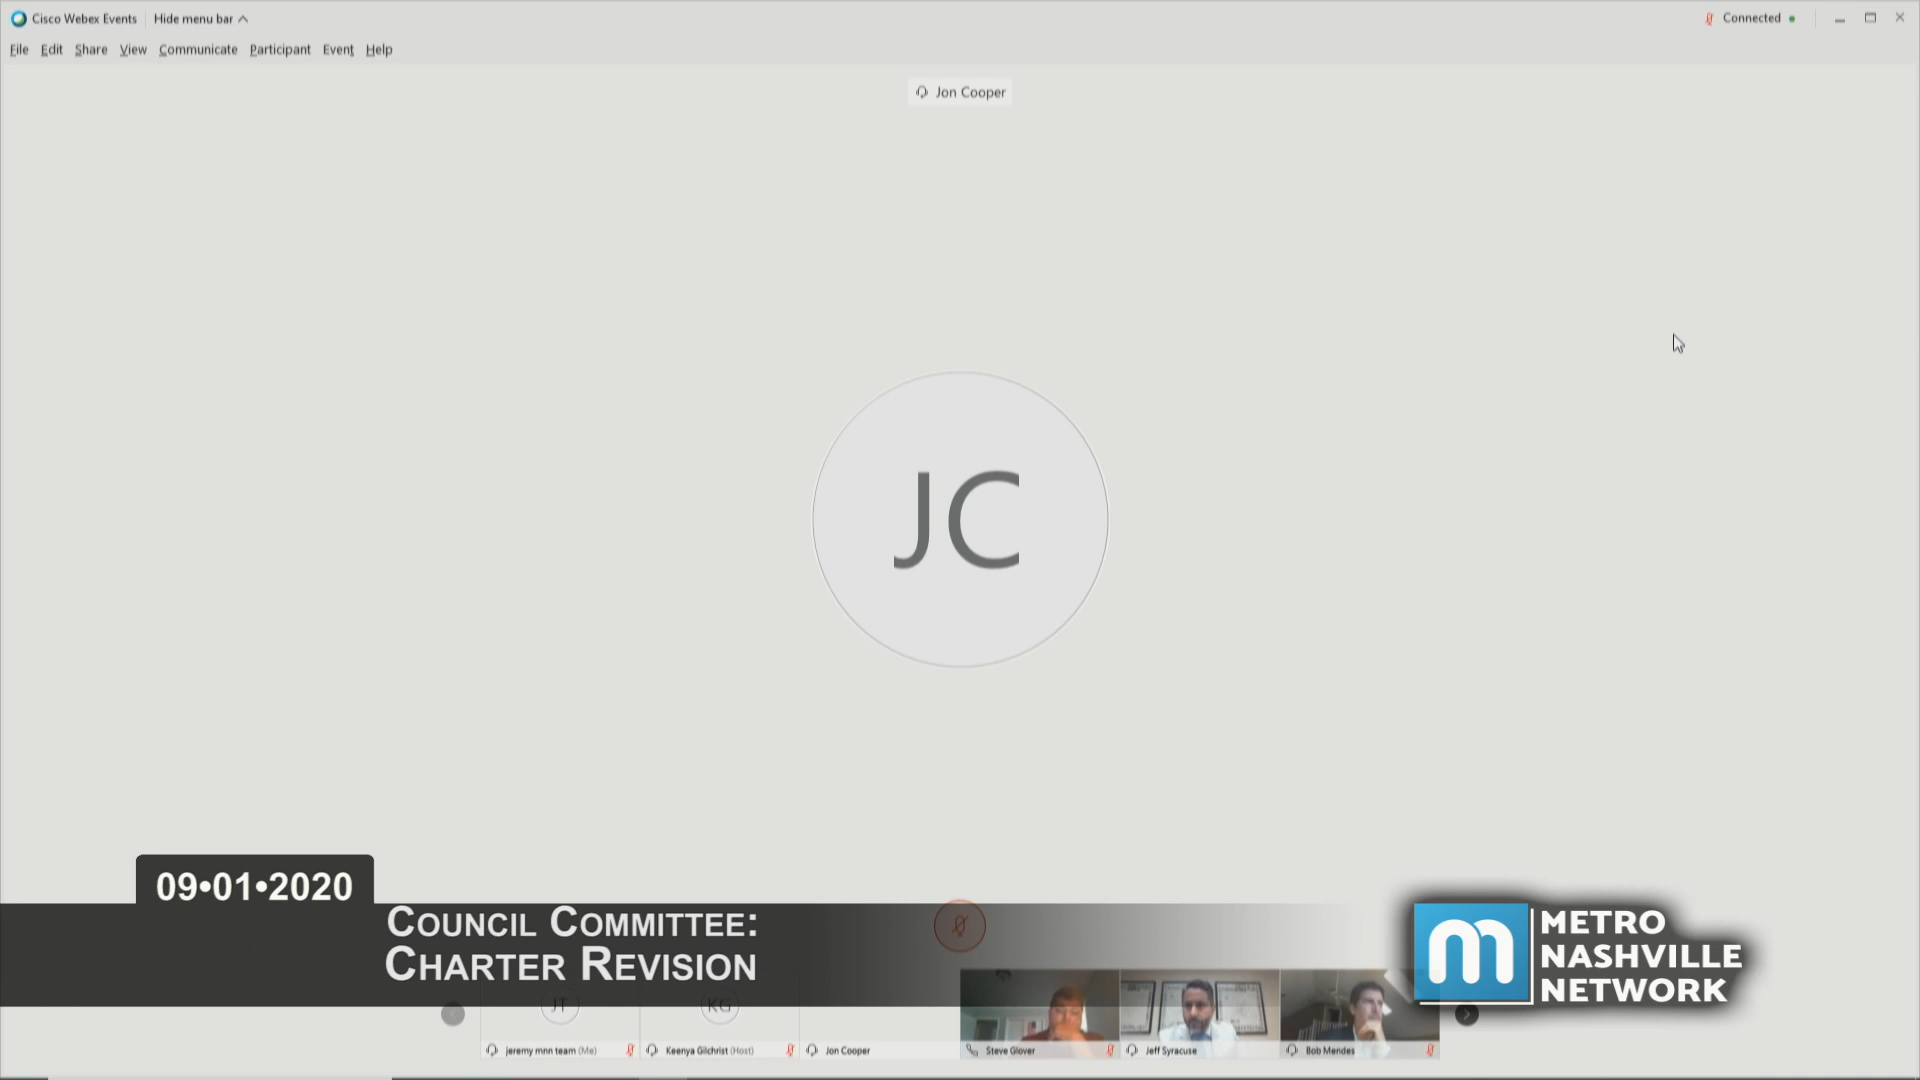 Cisco Webex Events Hide menu bar Connected
File Edit Share View Communicate Participant Event Help
Jon Cooper
JC
09•01•2020
COUNCIL COMMITTEE:
CHARTER REVISION
m METRO
NASHVILLE
NETWORK
JT KG
jeremy mnn team (Me) Keenya Gilchrist (Host) Jon Cooper Steve Glover Jeff Syracuse Bob Mendes